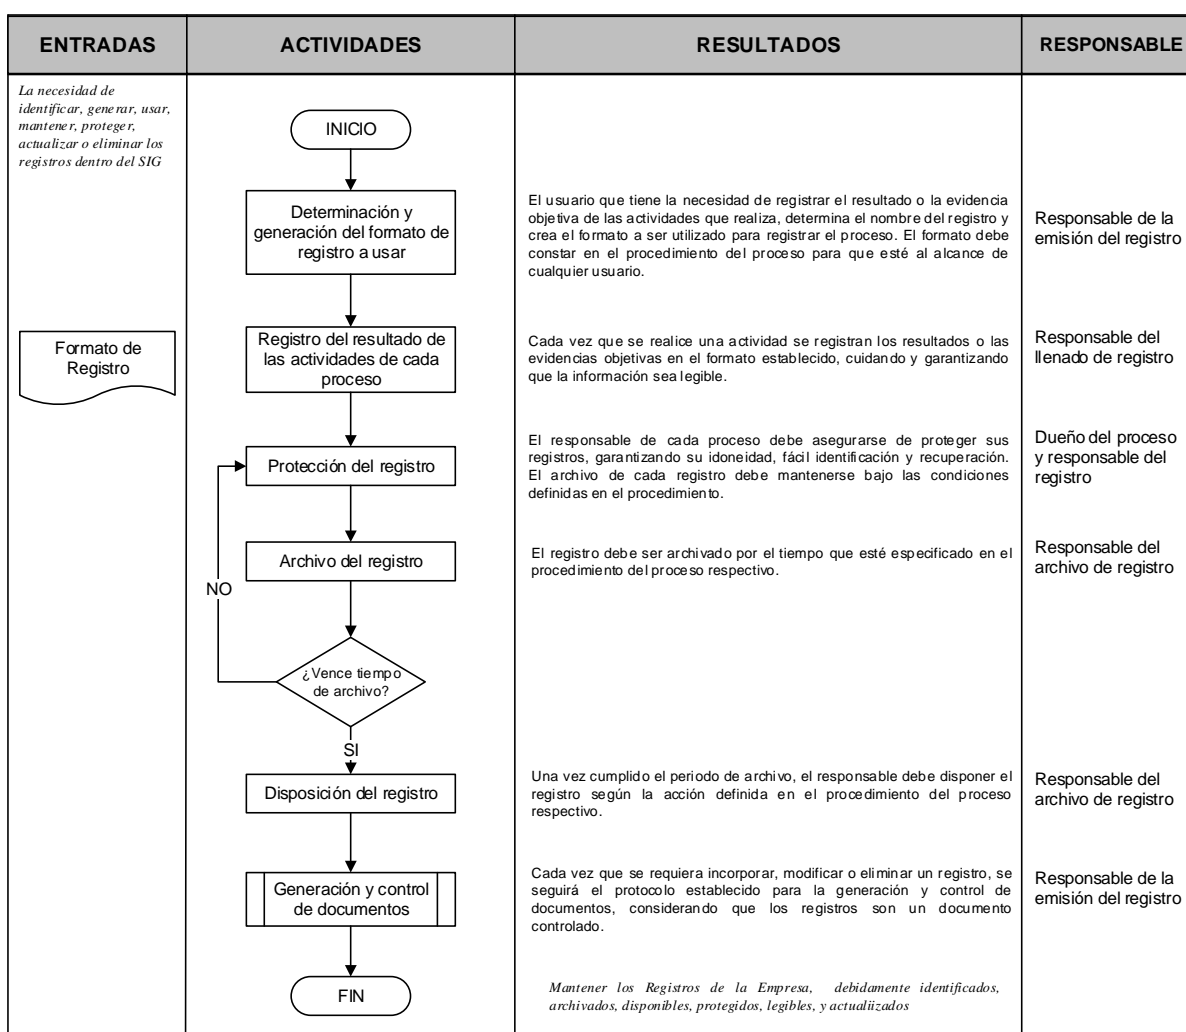 ENTRADAS
ACTIVIDADES
RESULTADOS
RESPONSABLE
La necesidad de
identificar, generar, usar,
mantener, proteger,
actualizar o eliminar los
registros dentro del SIG
INICIO
Determinación y
generación del formato de
registro a usar
El usuario que tiene la necesidad de registrar el resultado o la evidencia
objetiva de las actividades que realiza, determina el nombre del registro y
crea el formato a ser utilizado para registrar el proceso. El formato debe
constar en el procedimiento del proceso para que esté al alcance de
cualquier usuario.
Responsable de la
emisión del registro
Formato de
Registro
Registro del resultado de
las actividades de cada
proceso
Cada vez que se realice una actividad se registran los resultados o las
evidencias objetivas en el formato establecido, cuidando y garantizando
que la información sea legible.
Responsable del
llenado de registro
Protección del registro
El responsable de cada proceso debe asegurarse de proteger sus
registros, garantizando su idoneidad, fácil identificación y recuperación.
El archivo de cada registro debe mantenerse bajo las condiciones
definidas en el procedimiento.
Dueño del proceso
y responsable del
registro
Archivo del registro
El registro debe ser archivado por el tiempo que esté especificado en el
procedimiento del proceso respectivo.
Responsable del
archivo de registro
NO
¿Vence tiempo
de archivo?
SI
Disposición del registro
Una vez cumplido el periodo de archivo, el responsable debe disponer el
registro según la acción definida en el procedimiento del proceso
respectivo.
Responsable del
archivo de registro
Generación y control
de documentos
Cada vez que se requiera incorporar, modificar o eliminar un registro, se
seguirá el protocolo establecido para la generación y control de
documentos, considerando que los registros son un documento
controlado.
Responsable de la
emisión del registro
FIN
Mantener los Registros de la Empresa, debidamente identificados,
archivados, disponibles, protegidos, legibles, y actualiizados